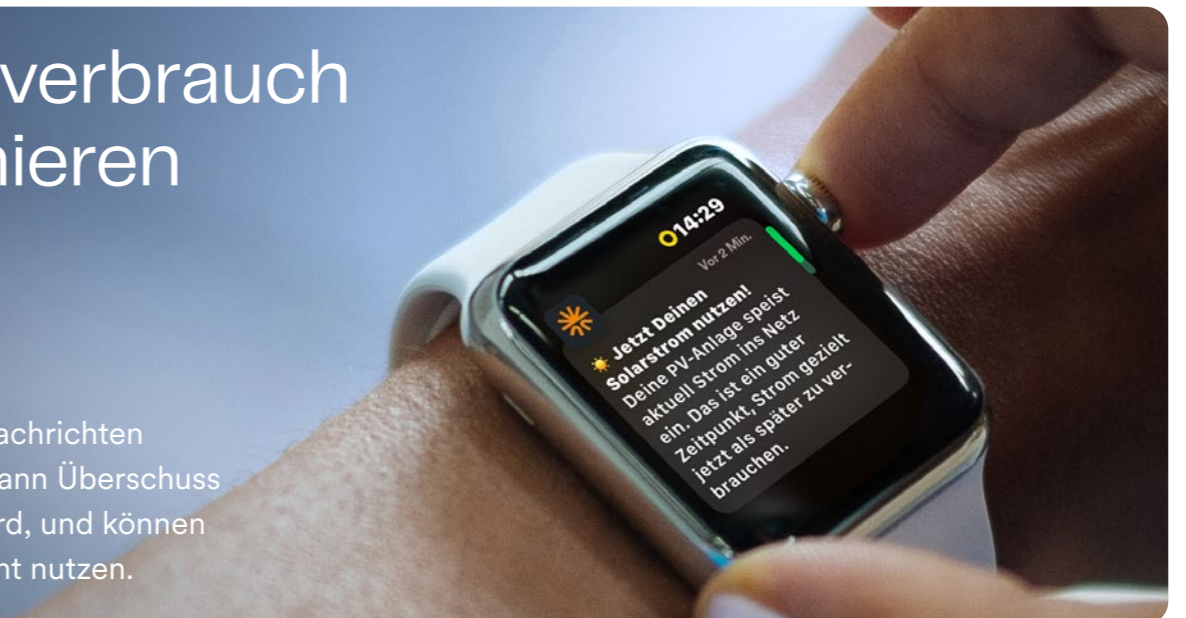 verbrauch
nieren
achrichten
ann Überschuss
rd, und können
nt nutzen.
14:29
Vor 2 Min.
Jetzt Deinen
Solarstrom nutzen!
Deine PV-Anlage speist
aktuell Strom ins Netz
ein. Das ist ein guter
Zeitpunkt, Strom gezielt
jetzt als später zu ver-
brauchen.